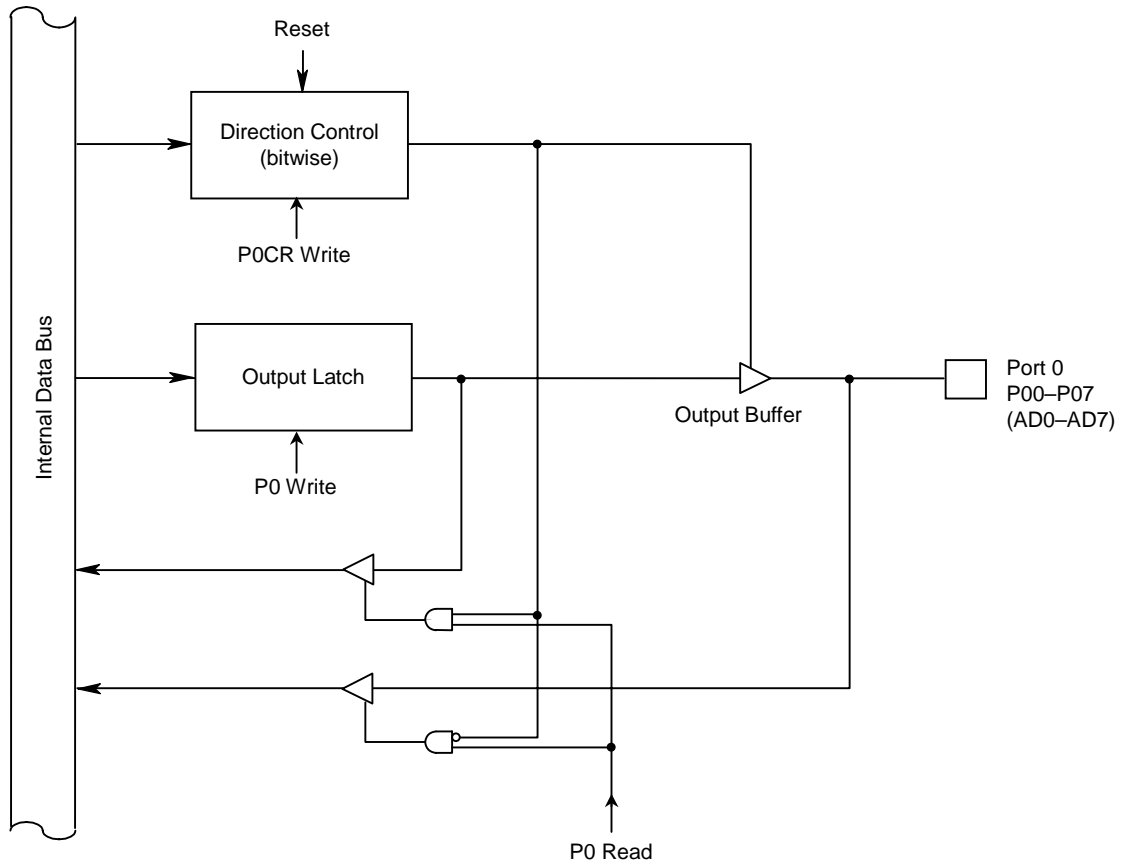 Reset
Direction Control
(bitwise)
P0CR Write
Internal Data Bus
Output Latch
P0 Write
Output Buffer
Port 0
P00–P07
(AD0–AD7)
P0 Read